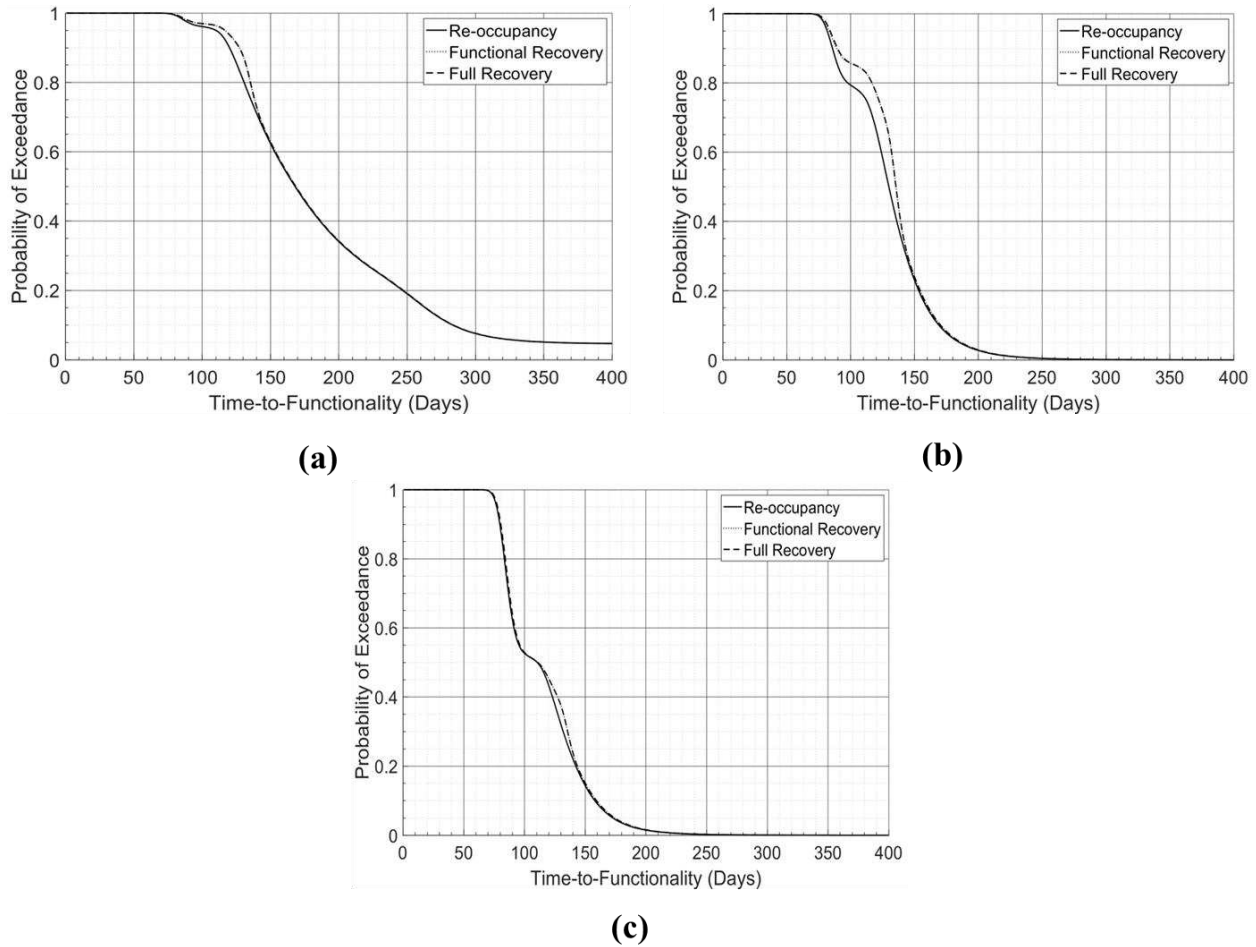 Probability of Exceedance
1
0.8
0.6
0.4
0.2
0
Re-occupancy
Functional Recovery
Full Recovery
0 50 100 150 200 250 300 350 400
Time-to-Functionality (Days)
(a)
Probability of Exceedance
1
0.8
0.6
0.4
0.2
0
Re-occupancy
Functional Recovery
Full Recovery
0 50 100 150 200 250 300 350 400
Time-to-Functionality (Days)
(b)
Probability of Exceedance
1
0.8
0.6
0.4
0.2
0
Re-occupancy
Functional Recovery
Full Recovery
0 50 100 150 200 250 300 350 400
Time-to-Functionality (Days)
(c)